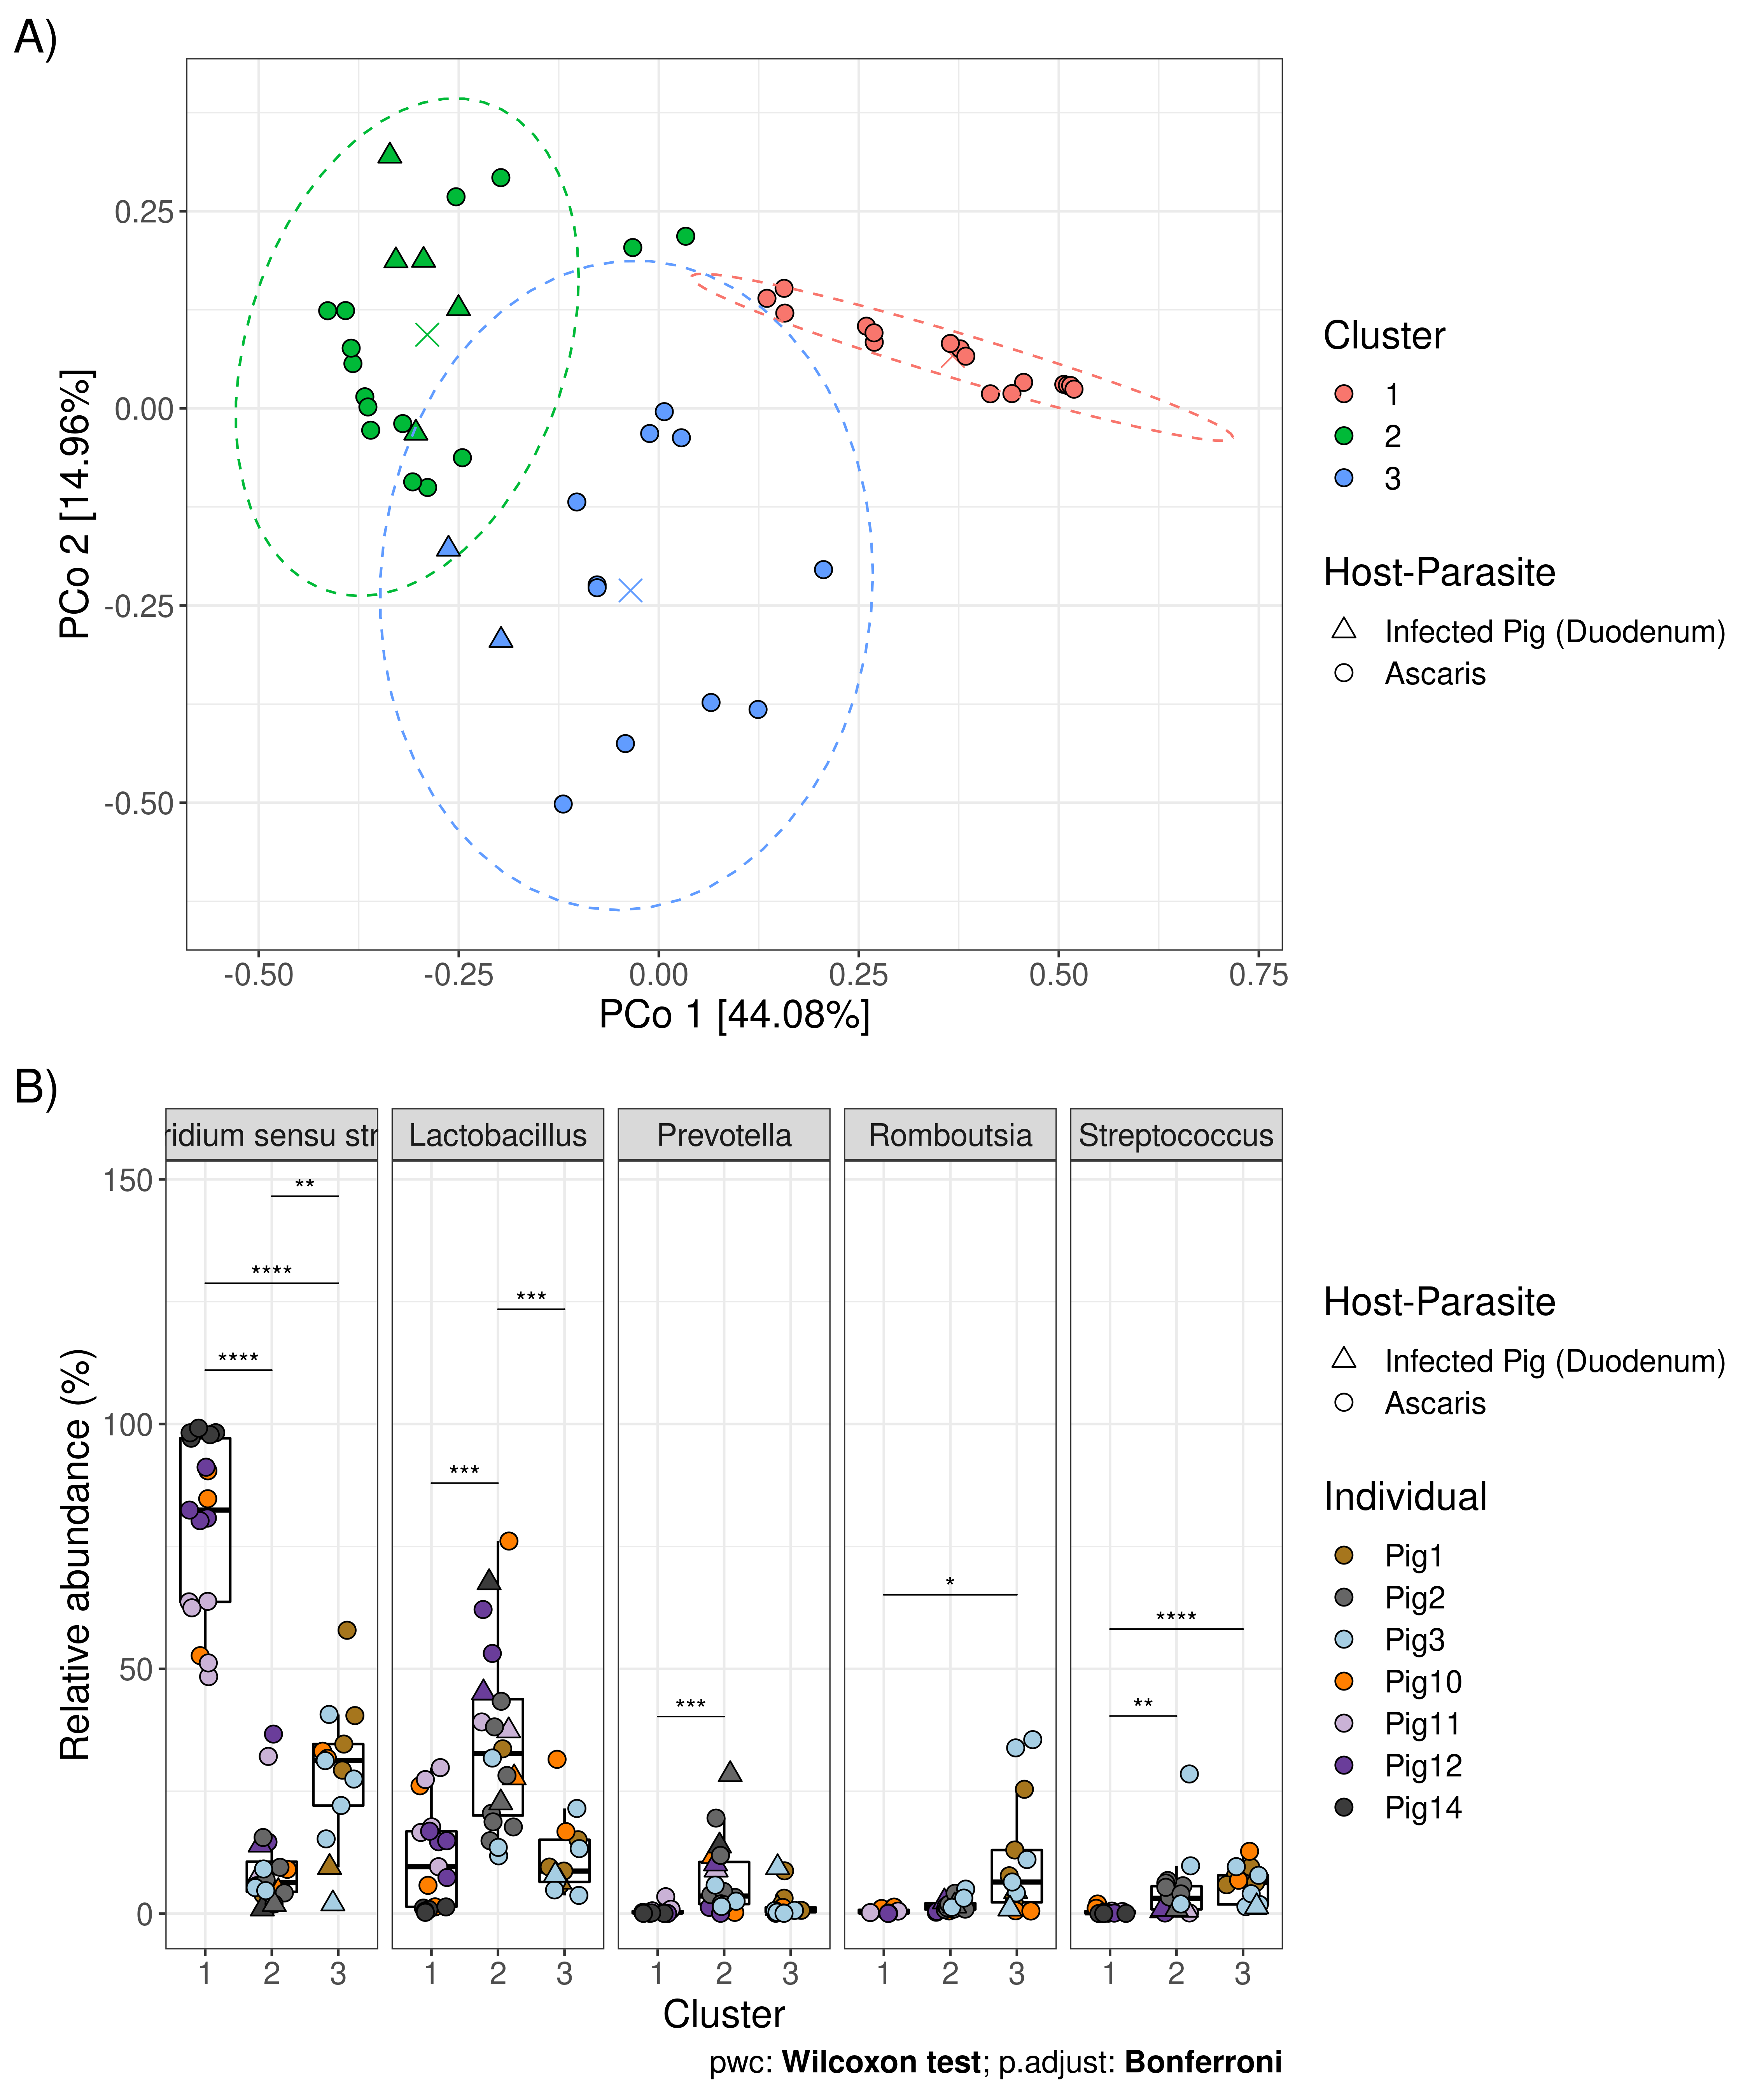 A)
0.25
0.00
-0.25
-0.50
PCo 2 [14.96%]
-0.50 -0.25 0.00 0.25 0.50 0.75
PCo 1 [44.08%]
Cluster
1
2
3
Host-Parasite
Infected Pig (Duodenum)
Ascaris
B)
ridium sensu str Lactobacillus Prevotella Romboutsia Streptococcus
150
100
50
0
Relative abundance (%)
** **** ****
*** ***
***
*
**** **
1 2 3 1 2 3 1 2 3 1 2 3 1 2 3
Cluster
pwc: Wilcoxon test; p.adjust: Bonferroni
Host-Parasite
Infected Pig (Duodenum)
Ascaris
Individual
Pig1
Pig2
Pig3
Pig10
Pig11
Pig12
Pig14